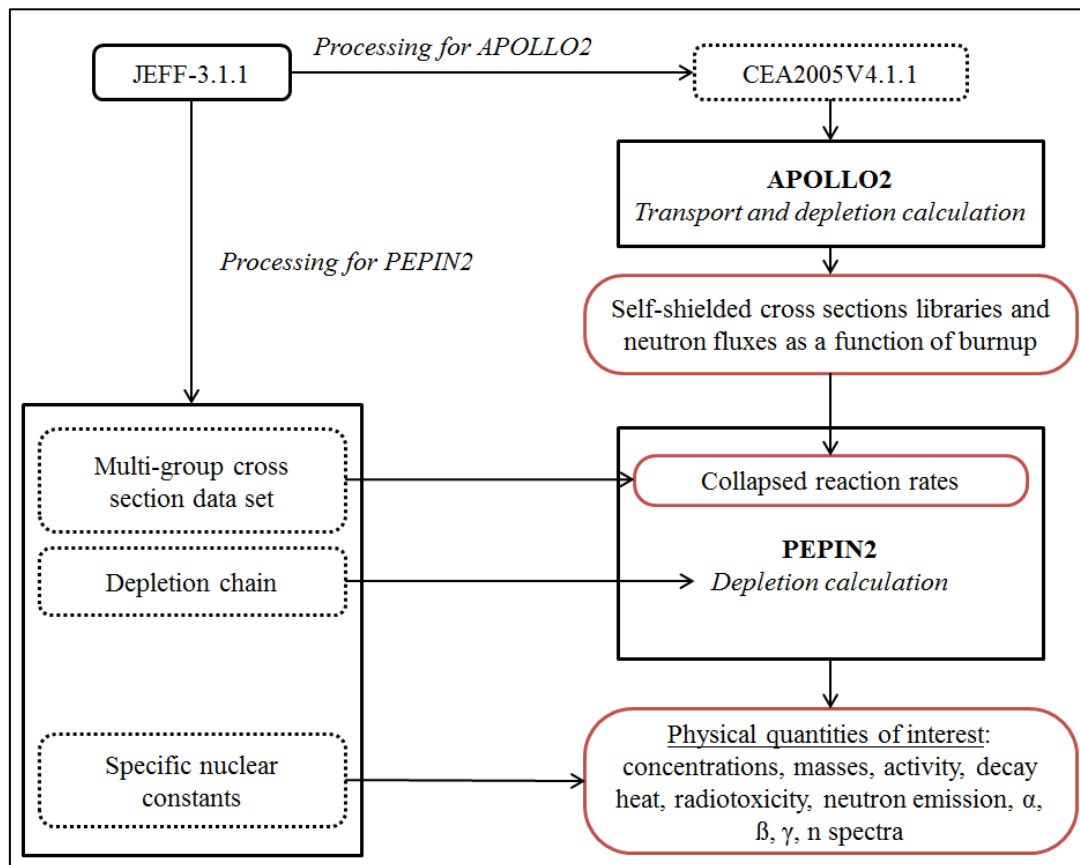 Processing for APOLLO2
JEFF-3.1.1
CEA2005V4.1.1
APOLLO2
Transport and depletion calculation
Processing for PEPIN2
Self-shielded cross sections libraries and
neutron fluxes as a function of burnup
Multi-group cross
section data set
Collapsed reaction rates
PEPIN2
Depletion chain
Depletion calculation
Specific nuclear
constants
Physical quantities of interest:
concentrations, masses, activity, decay
heat, radiotoxicity, neutron emission, α,
ß, γ, n spectra